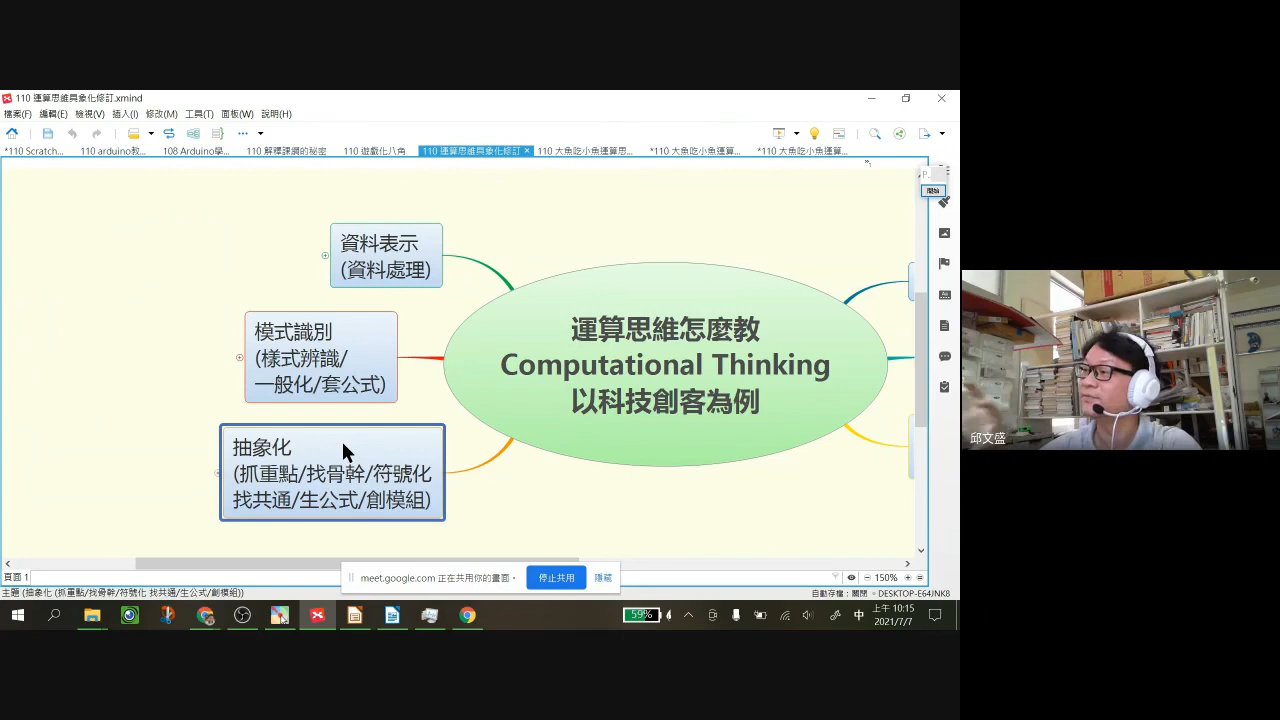 110 運算思維具象化修訂.xmind
檔案(F) 編輯(E) 檢視(V) 插入(I) 修改(M) 工具(T) 面板(W) 說明(H)
*110 Scratch... 110 arduino教... 108 Arduino學... 110 解釋課綱的秘密 110 遊戲化八角 110 運算思維具象化修訂 110 大魚吃小魚運算思... *110 大魚吃小魚運算... *110 大魚吃小魚運算...
P.
開始
資料表示
(資料處理)
模式識別
(樣式辨識/
一般化/套公式)
抽象化
(抓重點/找骨幹/符號化
找共通/生公式/創模組)
運算思維怎麼教
Computational Thinking
以科技創客為例
邱文盛
頁面 1
150%
meet.google.com 正在共用你的畫面。 停止共用 隱藏
主題 (抽象化 (抓重點/找骨幹/符號化 找共通/生公式/創模組))
自動存檔：關閉 DESKTOP-E64JNK8
59%
中
上午 10:15
2021/7/7